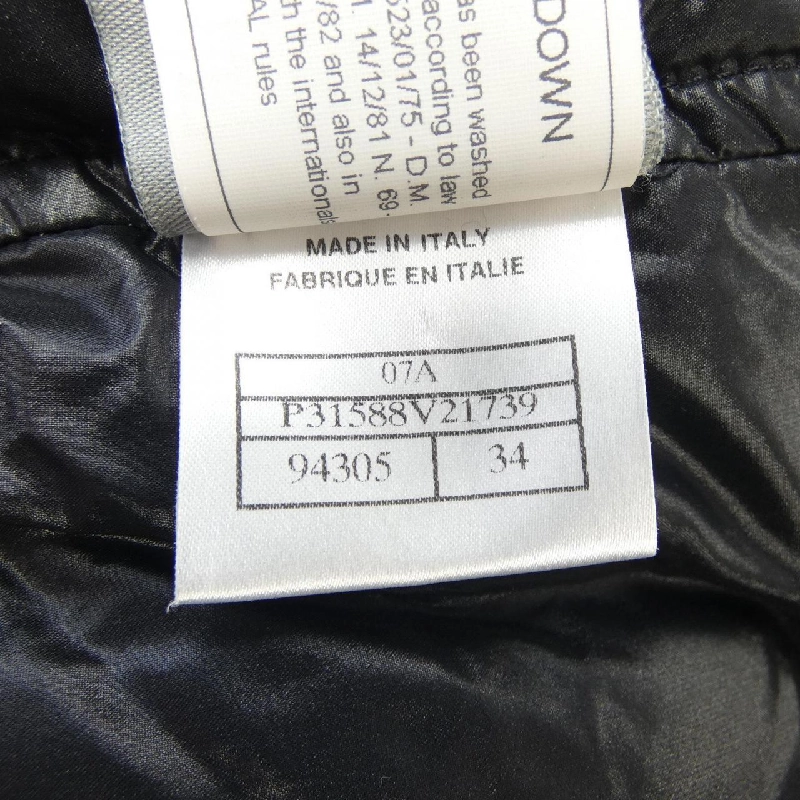 DOWN
as been washed
according to law
623/01/75 - D.M
. 14/12/81 N. 69
/82 and also in
h the international
AL rules
MADE IN ITALY
FABRIQUE EN ITALIE
07A
P31588V21739
94305 34